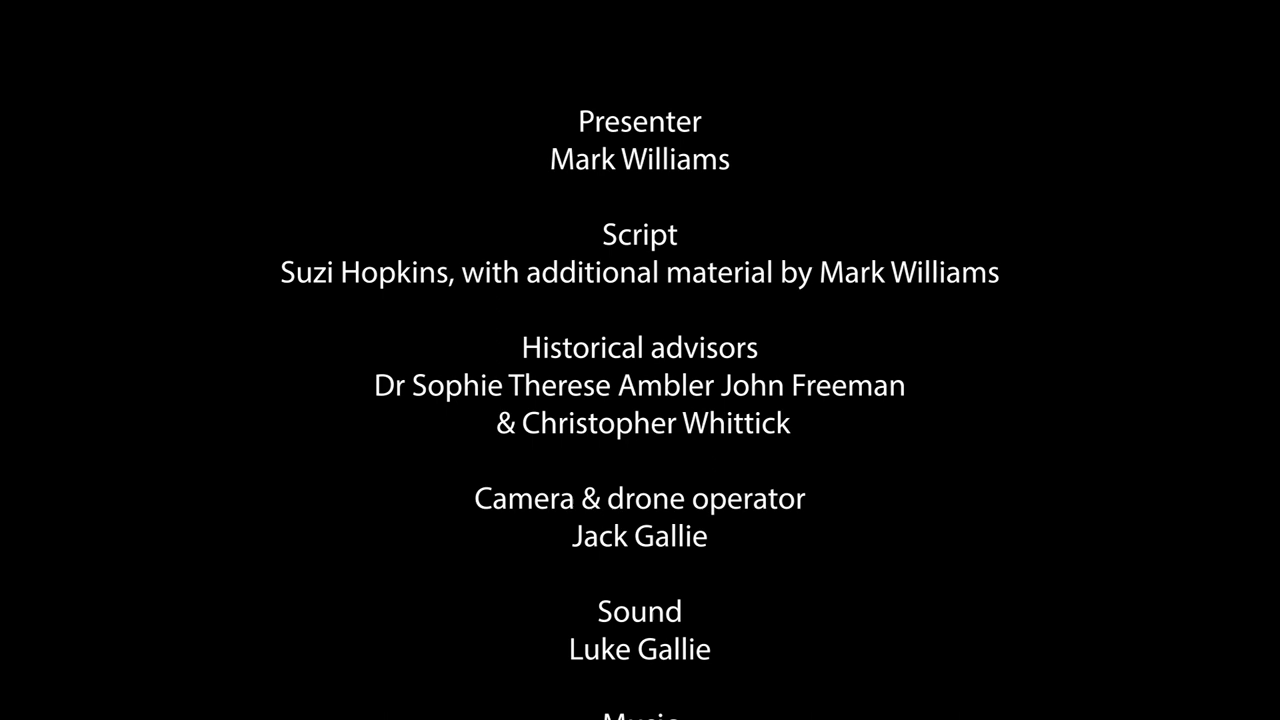 Presenter
Mark Williams
Script
Suzi Hopkins, with additional material by Mark Williams
Historical advisors
Dr Sophie Therese Ambler John Freeman
& Christopher Whittick
Camera & drone operator
Jack Gallie
Sound
Luke Gallie
Music